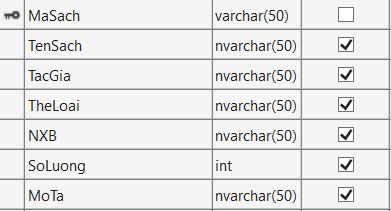 MaSach varchar(50)
TenSach nvarchar(50)
TacGia nvarchar(50)
TheLoai nvarchar(50)
NXB nvarchar(50)
SoLuong int
MoTa nvarchar(50)